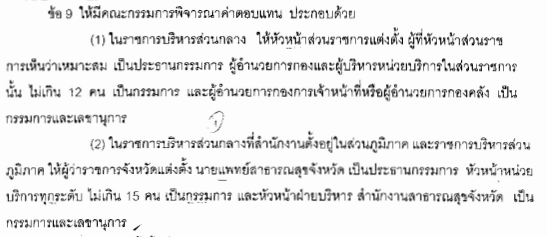 ข้อ 9 ให้มีคณะกรรมการพิจารณาค่าตอบแทน ประกอบด้วย
(1) ในราชการบริหารส่วนกลาง ให้หัวหน้าส่วนราชการแต่งตั้ง ผู้ที่หัวหน้าส่วนราช
การเห็นว่าเหมาะสม เป็นประธานกรรมการ ผู้อำนวยการกองและผู้บริหารหน่วยบริการในส่วนราชการ
นั้น ไม่เกิน 12 คน เป็นกรรมการ และผู้อำนวยการกองการเจ้าหน้าที่หรือผู้อำนวยการกองคลัง เป็น
กรรมการและเลขานุการ
(2) ในราชการบริหารส่วนกลางที่สำนักงานตั้งอยู่ในส่วนภูมิภาค และราชการบริหารส่วน
ภูมิภาค ให้ผู้ว่าราชการจังหวัดแต่งตั้ง นายแพทย์สาธารณสุขจังหวัด เป็นประธานกรรมการ หัวหน้าหน่วย
บริการทุกระดับ ไม่เกิน 15 คน เป็นกรรมการ และหัวหน้าฝ่ายบริหาร สำนักงานสาธารณสุขจังหวัด เป็น
กรรมการและเลขานุการ